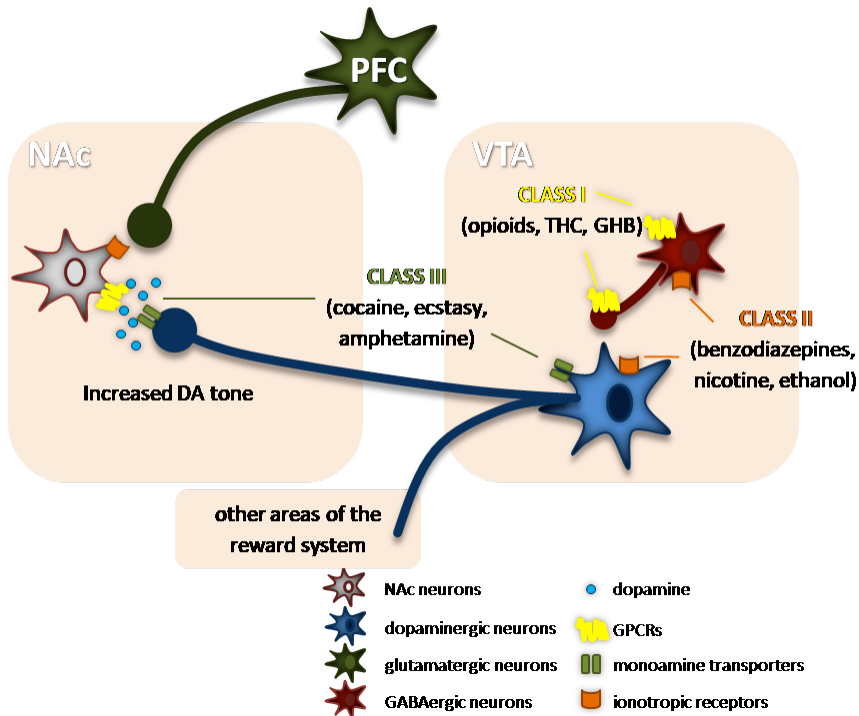 PFC
NAc
VTA
CLASS I
(opioids, THC, GHB)
CLASS III
(cocaine, ecstasy,
amphetamine)
CLASS II
(benzodiazepines,
nicotine, ethanol)
Increased DA tone
other areas of the
reward system
NAc neurons
dopamine
dopaminergic neurons
GPCRs
glutamatergic neurons
monoamine transporters
GABAergic neurons
ionotropic receptors